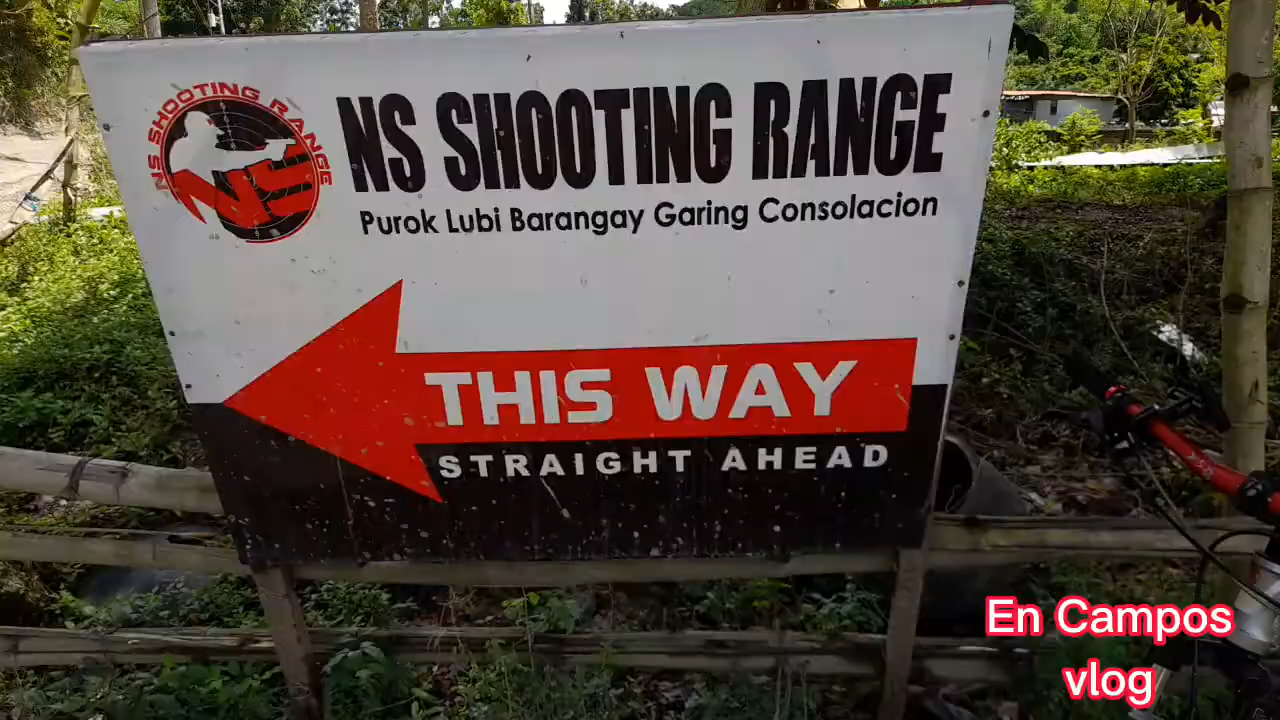 NS SHOOTING RANGE
NS
NS SHOOTING RANGE
Purok Lubi Barangay Garing Consolacion
THIS WAY
STRAIGHT AHEAD
En Campos
vlog